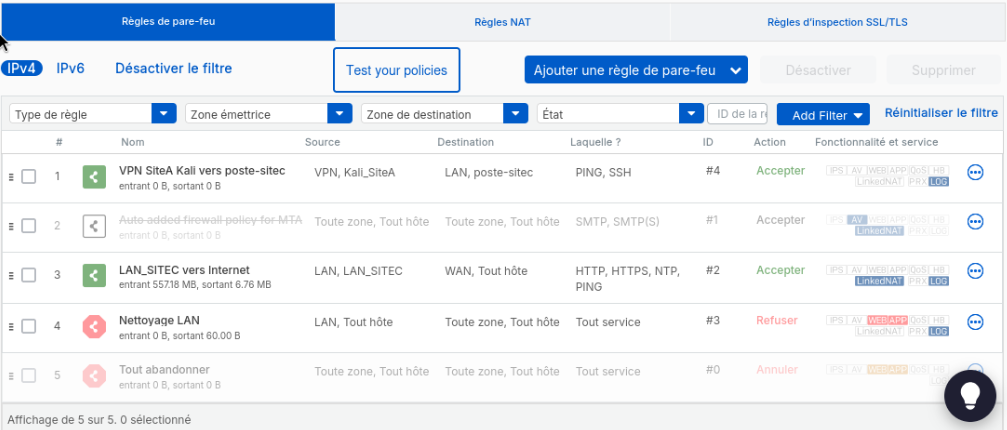 Règles de pare-feu Règles NAT Règles d'inspection SSL/TLS
IPv4 IPv6 Désactiver le filtre Test your policies Ajouter une règle de pare-feu Désactiver Supprimer
Type de règle Zone émettrice Zone de destination État ID de la rè Add Filter Réinitialiser le filtre
# Nom Source Destination Laquelle ? ID Action Fonctionnalité et service
1 VPN SiteA Kali vers poste-sitec VPN, Kali_SiteA LAN, poste-sitec PING, SSH #4 Accepter IPS AV WEB APP QoS HB
entrant 0 B, sortant 0 B LinkedNAT PRX LOG
2 Auto added firewall policy for MTA Toute zone, Tout hôte Toute zone, Tout hôte SMTP, SMTP(S) #1 Accepter IPS AV WEB APP QoS HB
entrant 0 B, sortant 0 B LinkedNAT PRX LOG
3 LAN_SITEC vers Internet LAN, LAN_SITEC WAN, Tout hôte HTTP, HTTPS, NTP, #2 Accepter IPS AV WEB APP QoS HB
entrant 557.18 MB, sortant 6.76 MB PING LinkedNAT PRX LOG
4 Nettoyage LAN LAN, Tout hôte Toute zone, Tout hôte Tout service #3 Refuser IPS AV WEB APP QoS HB
entrant 0 B, sortant 60.00 B LinkedNAT PRX LOG
5 Tout abandonner Toute zone, Tout hôte Toute zone, Tout hôte Tout service #0 Annuler IPS AV WEB APP QoS HB
entrant 0 B, sortant 0 B
Affichage de 5 sur 5. 0 sélectionné